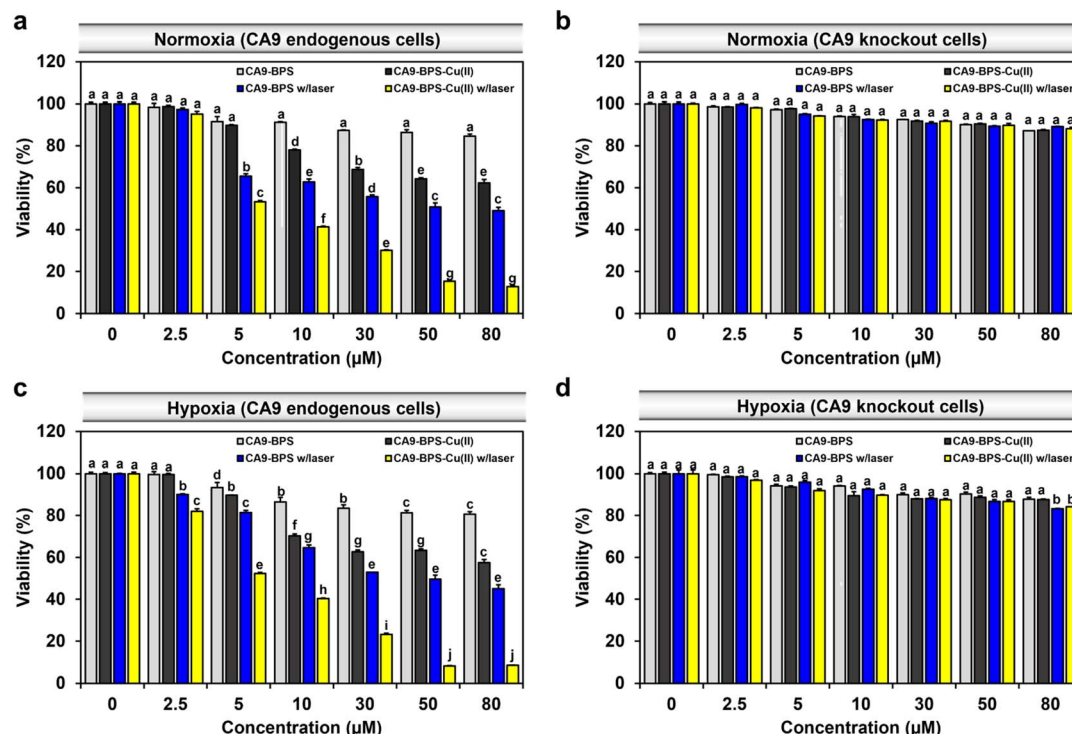 a
Normoxia (CA9 endogenous cells)
120
CA9-BPS CA9-BPS-Cu(II)
CA9-BPS w/laser CA9-BPS-Cu(II) w/laser
100
80
60
40
20
0
Viability (%)
a a a a a a a a a a b c a d e f a b d e a e c g a e c g
0 2.5 5 10 30 50 80
Concentration (µM)
b
Normoxia (CA9 knockout cells)
120
CA9-BPS CA9-BPS-Cu(II)
CA9-BPS w/laser CA9-BPS-Cu(II) w/laser
100
80
60
40
20
0
Viability (%)
a a a a a a a a a a a a a a a a a a a a a a a a a a a a
0 2.5 5 10 30 50 80
Concentration (µM)
c
Hypoxia (CA9 endogenous cells)
120
CA9-BPS CA9-BPS-Cu(II)
CA9-BPS w/laser CA9-BPS-Cu(II) w/laser
100
80
60
40
20
0
Viability (%)
a a a a a a b c d b c e b f g h b g e i a g e j a c e j
0 2.5 5 10 30 50 80
Concentration (µM)
d
Hypoxia (CA9 knockout cells)
120
CA9-BPS CA9-BPS-Cu(II)
CA9-BPS w/laser CA9-BPS-Cu(II) w/laser
100
80
60
40
20
0
Viability (%)
a a a a a a a a a a a a a a a a a a a a a a a a a a b b
0 2.5 5 10 30 50 80
Concentration (µM)